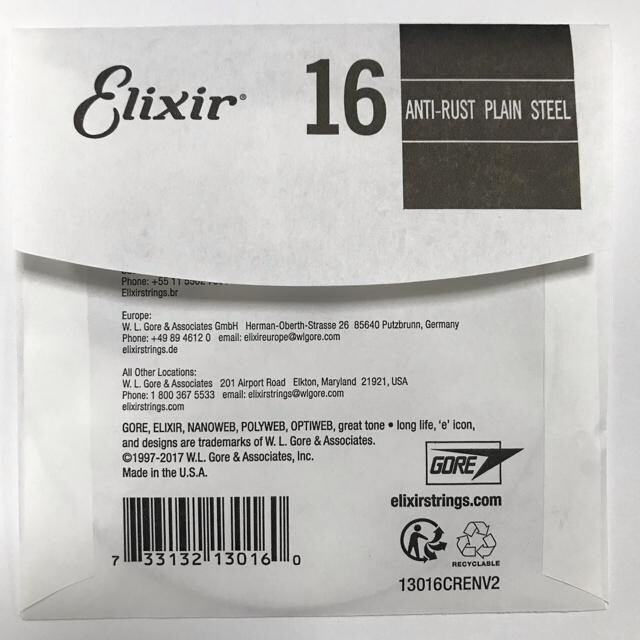 Elixir®
16
ANTI-RUST PLAIN STEEL
Phone: +55 11
Elixirstrings.br
Europe:
W. L. Gore & Associates GmbH Herman-Oberth-Strasse 26 85640 Putzbrunn, Germany
Phone: +49 89 4612 0 email: elixireurope@wlgore.com
elixirstrings.de
All Other Locations:
W. L. Gore & Associates 201 Airport Road Elkton, Maryland 21921, USA
Phone: 1 800 367 5533 email: elixirstrings@wlgore.com
elixirstrings.com
GORE, ELIXIR, NANOWEB, POLYWEB, OPTIWEB, great tone • long life, 'e' icon,
and designs are trademarks of W. L. Gore & Associates.
©1997-2017 W.L. Gore & Associates, Inc.
Made in the U.S.A.
GORE
elixirstrings.com
7 33132 13016 0
RECYCLABLE
13016CRENV2